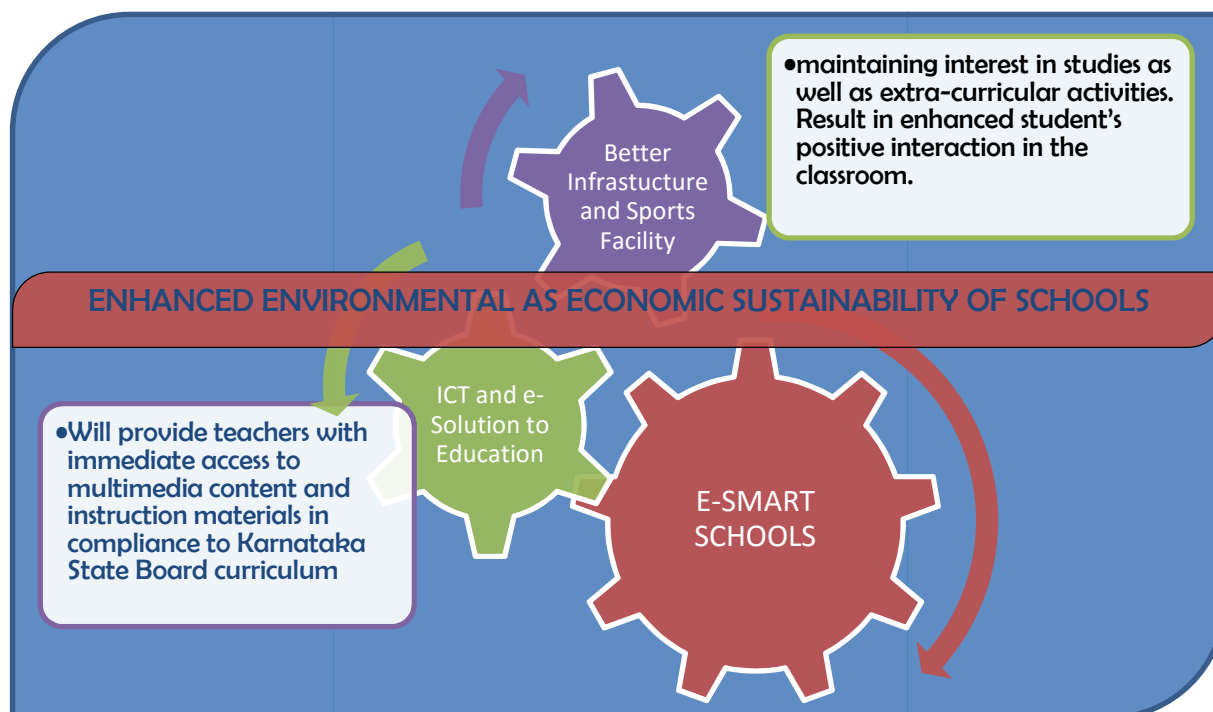 •maintaining interest in studies as
well as extra-curricular activities.
Result in enhanced student's
positive interaction in the
classroom.
Better
Infrastucture
and Sports
Facility
ENHANCED ENVIRONMENTAL AS ECONOMIC SUSTAINABILITY OF SCHOOLS
ICT and e-
Solution to
Education
•Will provide teachers with
immediate access to
multimedia content and
instruction materials in
compliance to Karnataka
State Board curriculum
E-SMART
SCHOOLS